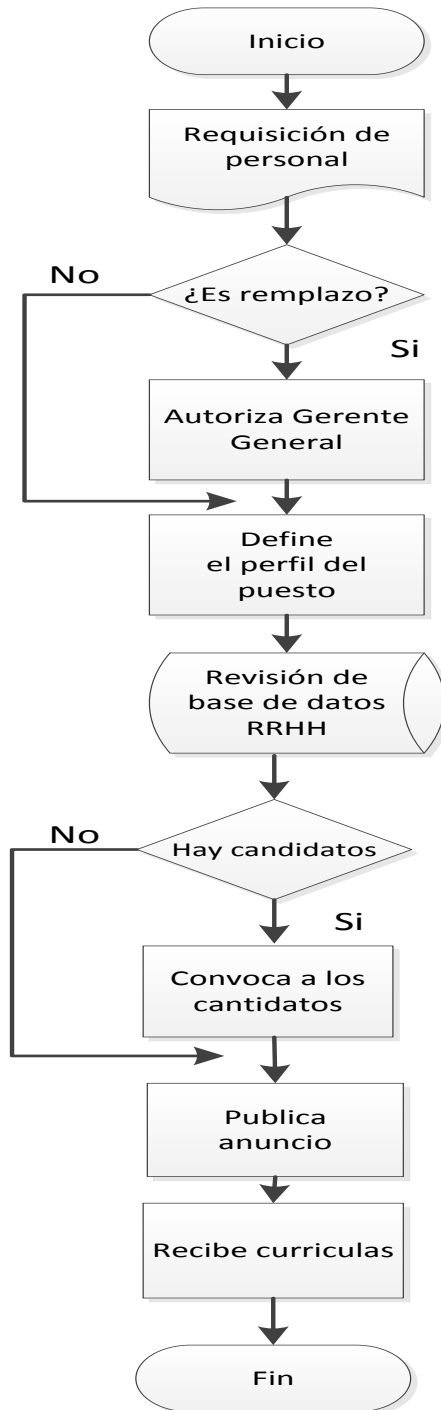 Inicio
Requisición de
personal
No
¿Es remplazo?
Si
Autoriza Gerente
General
Define
el perfil del
puesto
Revisión de
base de datos
RRHH
No
Hay candidatos
Si
Convoca a los
cantidatos
Publica
anuncio
Recibe curriculas
Fin